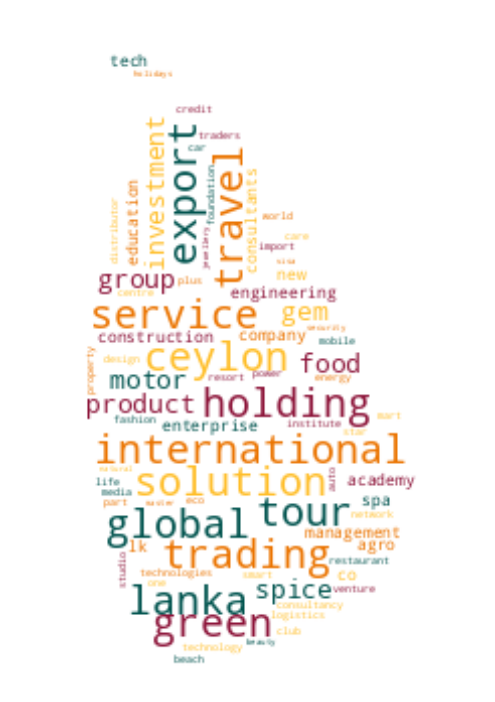 tech
holidays
credit
export
traders
car
investment
travel
foundation
jewellery
consultants
education
distributor
world
care
import
visa
new
group
plus
centre
engineering
service
gem
security
construction
company
mobile
ceylon
food
design
property
motor
resort
power
energy
product
holding
mart
fashion
enterprise
institute
star
international
natural
solution
auto
academy
life
media
part
master
eco
spa
global
tour
network
management
lk
trading
agro
restaurant
studio
technologies
one
smart
co
lanka
spice
venture
consultancy
green
logistics
club
beauty
technology
beach